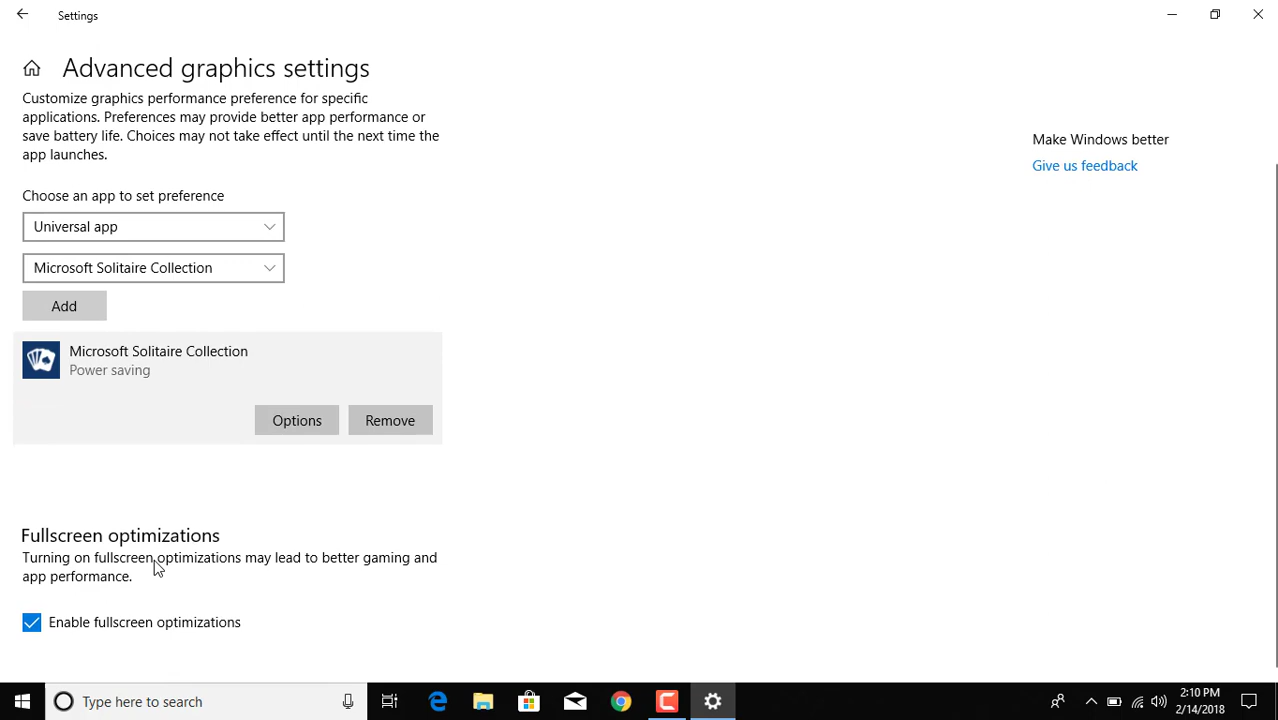 Settings
Advanced graphics settings
Customize graphics performance preference for specific
applications. Preferences may provide better app performance or
save battery life. Choices may not take effect until the next time the
app launches.
Make Windows better
Give us feedback
Choose an app to set preference
Universal app
Microsoft Solitaire Collection
Add
Microsoft Solitaire Collection
Power saving
Options Remove
Fullscreen optimizations
Turning on fullscreen optimizations may lead to better gaming and
app performance.
Enable fullscreen optimizations
Type here to search
2:10 PM
2/14/2018